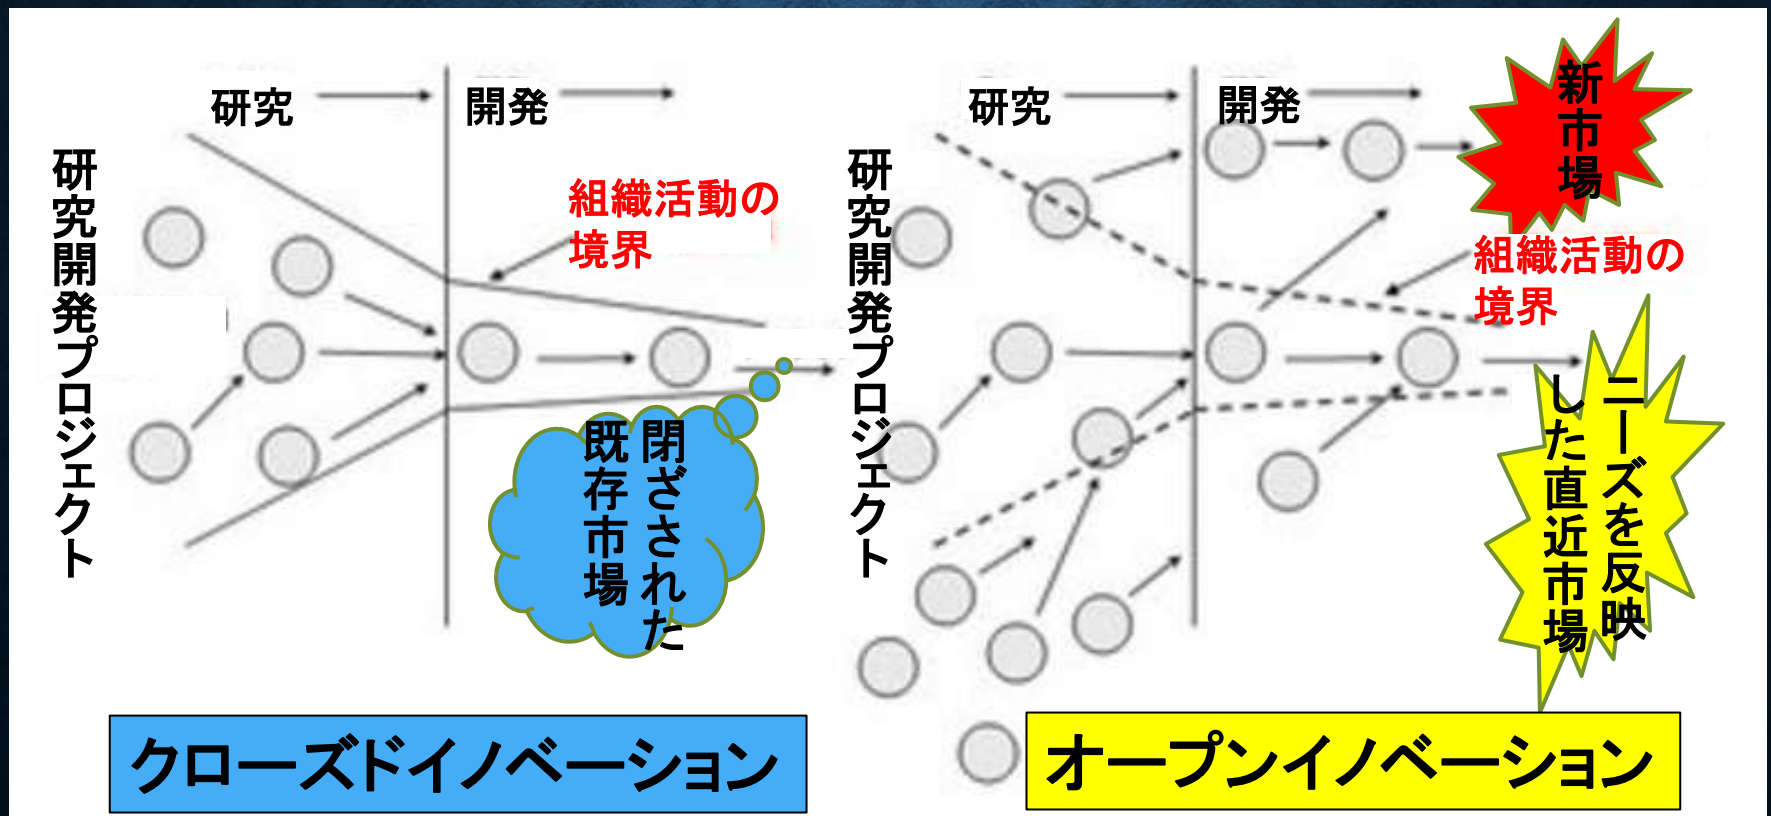 研究
開発
研究開発プロジェクト
組織活動の
境界
閉ざされた
既存市場
クローズドイノベーション
研究
開発
新市場
研究開発プロジェクト
組織活動の
境界
ニーズを反映
した直近市場
オープンイノベーション